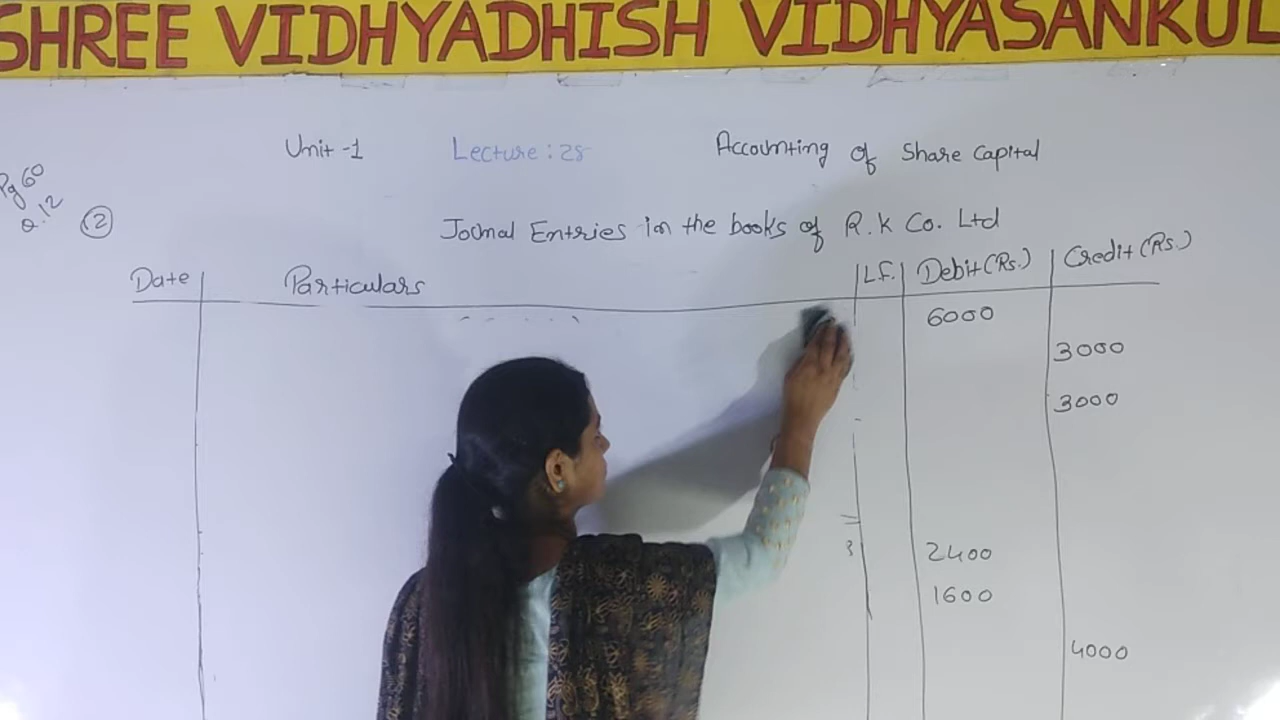 SHREE VIDHYADHISH VIDHYASANKUL
Unit -1 Lecture : 28 Accounting of Share Capital
Pg 60
Q.12 (2)
Journal Entries in the books of R.K Co. Ltd
Date Particulars L.F. Debit (Rs.) Credit (Rs.)
6000
3000
3000
2400
1600
4000